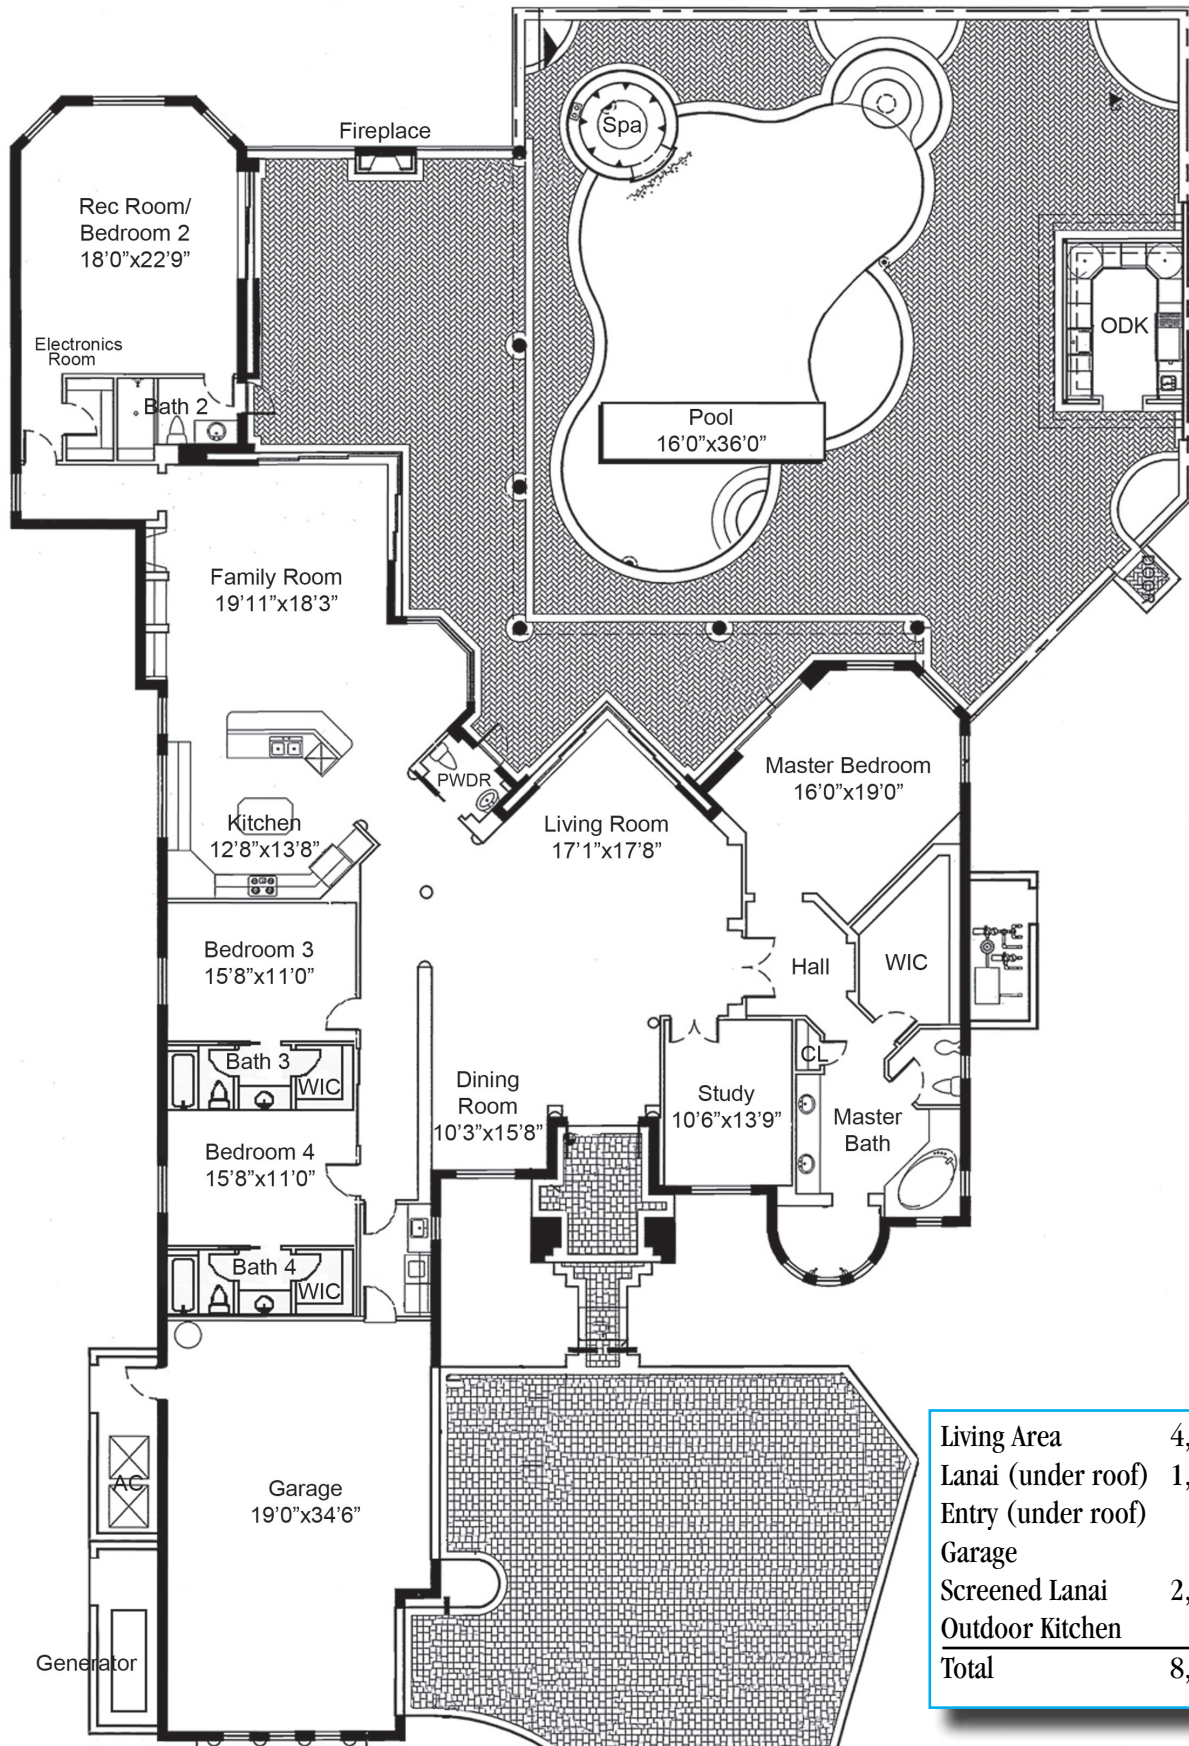 Fireplace
Spa
Rec Room/
Bedroom 2
18’0”x22’9”
Electronics
Room
Bath 2
ODK
Pool
16’0”x36’0”
Family Room
19’11”x18’3”
PWDR
Master Bedroom
16’0”x19’0”
Kitchen
12’8”x13’8”
Living Room
17’1”x17’8”
Bedroom 3
15’8”x11’0”
Hall
WIC
Bath 3
WIC
CL
Dining
Room
10’3”x15’8”
Study
10’6”x13’9”
Master
Bath
Bedroom 4
15’8”x11’0”
Bath 4
WIC
AC
Garage
19’0”x34’6”
Generator
Living Area 4,
Lanai (under roof) 1,
Entry (under roof)
Garage
Screened Lanai 2,
Outdoor Kitchen
Total 8,